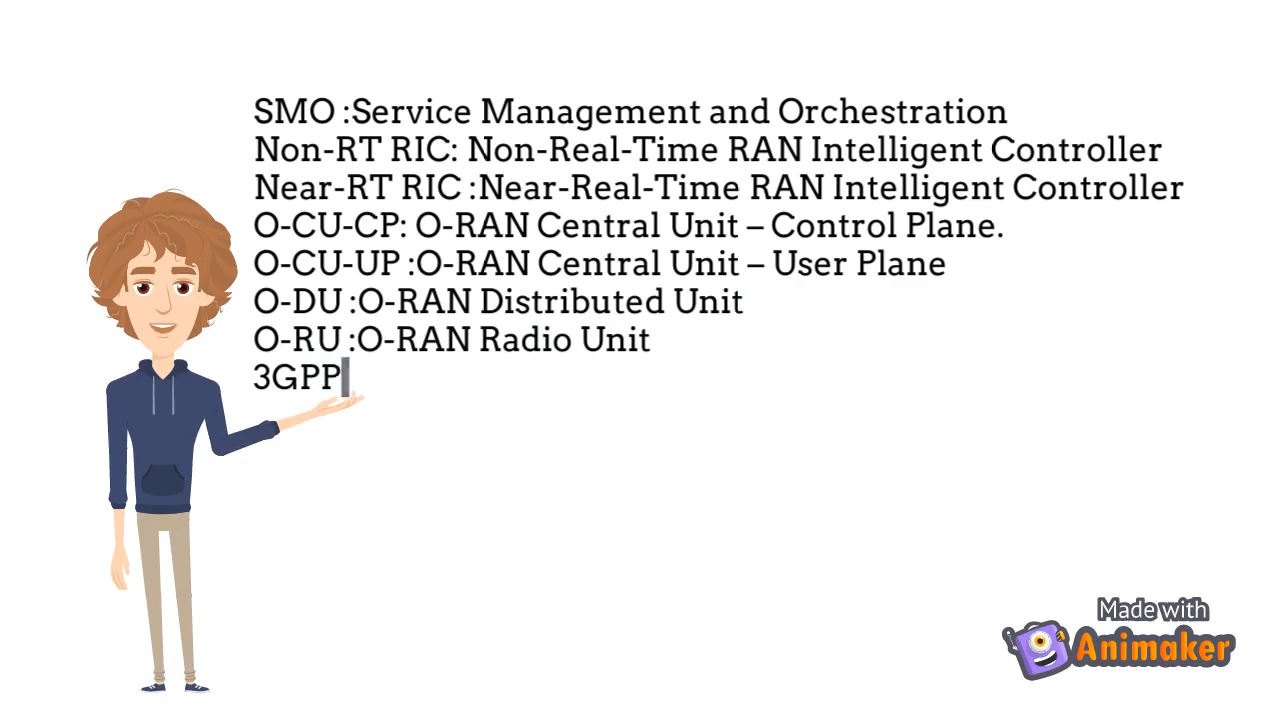 SMO :Service Management and Orchestration
Non-RT RIC: Non-Real-Time RAN Intelligent Controller
Near-RT RIC :Near-Real-Time RAN Intelligent Controller
O-CU-CP: O-RAN Central Unit – Control Plane.
O-CU-UP :O-RAN Central Unit – User Plane
O-DU :O-RAN Distributed Unit
O-RU :O-RAN Radio Unit
3GPP
Made with
Animaker